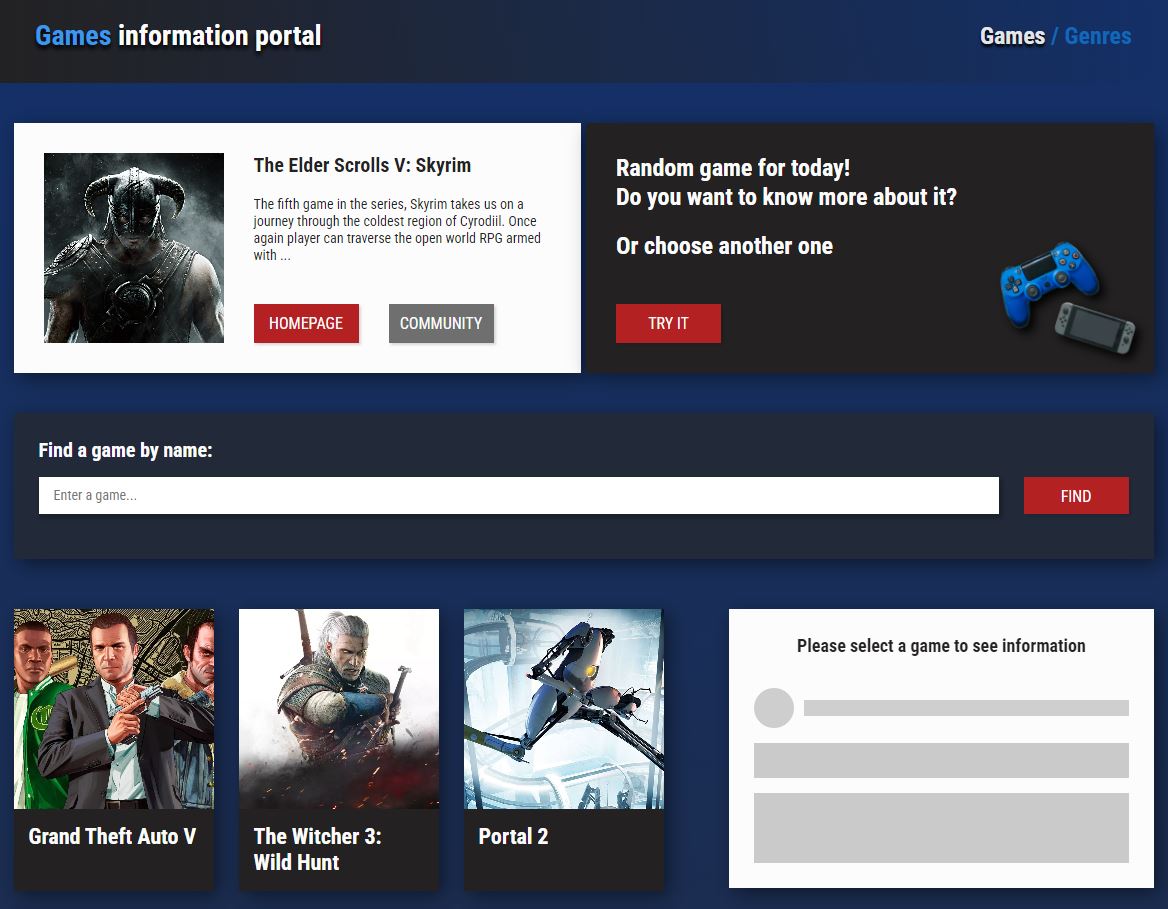 Games information portal
Games / Genres
The Elder Scrolls V: Skyrim
The fifth game in the series, Skyrim takes us on a
journey through the coldest region of Cyrodiil. Once
again player can traverse the open world RPG armed
with ...
HOMEPAGE
COMMUNITY
Random game for today!
Do you want to know more about it?
Or choose another one
TRY IT
Find a game by name:
Enter a game...
FIND
Grand Theft Auto V
The Witcher 3:
Wild Hunt
Portal 2
Please select a game to see information